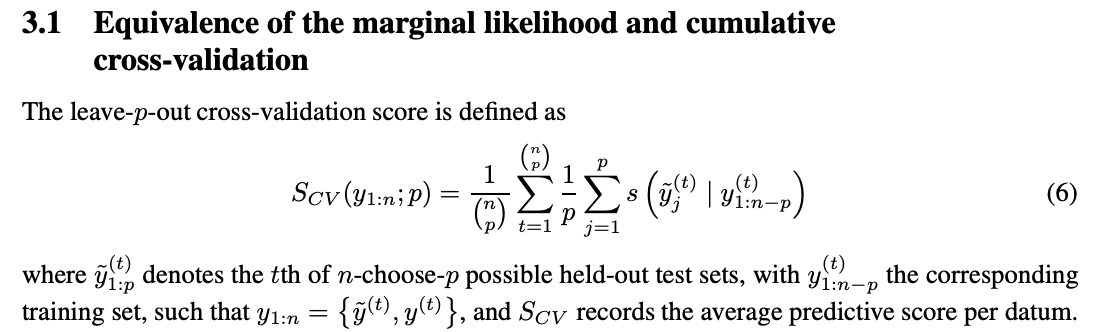 3.1 Equivalence of the marginal likelihood and cumulative
cross-validation
The leave-p-out cross-validation score is defined as
$$S_{CV}(y_{1:n}; p) = \frac{1}{\binom{n}{p}} \sum_{t=1}^{\binom{n}{p}} \frac{1}{p} \sum_{j=1}^{p} s\left(\tilde{y}_j^{(t)} \mid y_{1:n-p}^{(t)}\right) \quad (6)$$
where $\tilde{y}_{1:p}^{(t)}$ denotes the $t$th of $n$-choose-$p$ possible held-out test sets, with $y_{1:n-p}^{(t)}$ the corresponding
training set, such that $y_{1:n} = \{\tilde{y}^{(t)}, y^{(t)}\}$, and $S_{CV}$ records the average predictive score per datum.